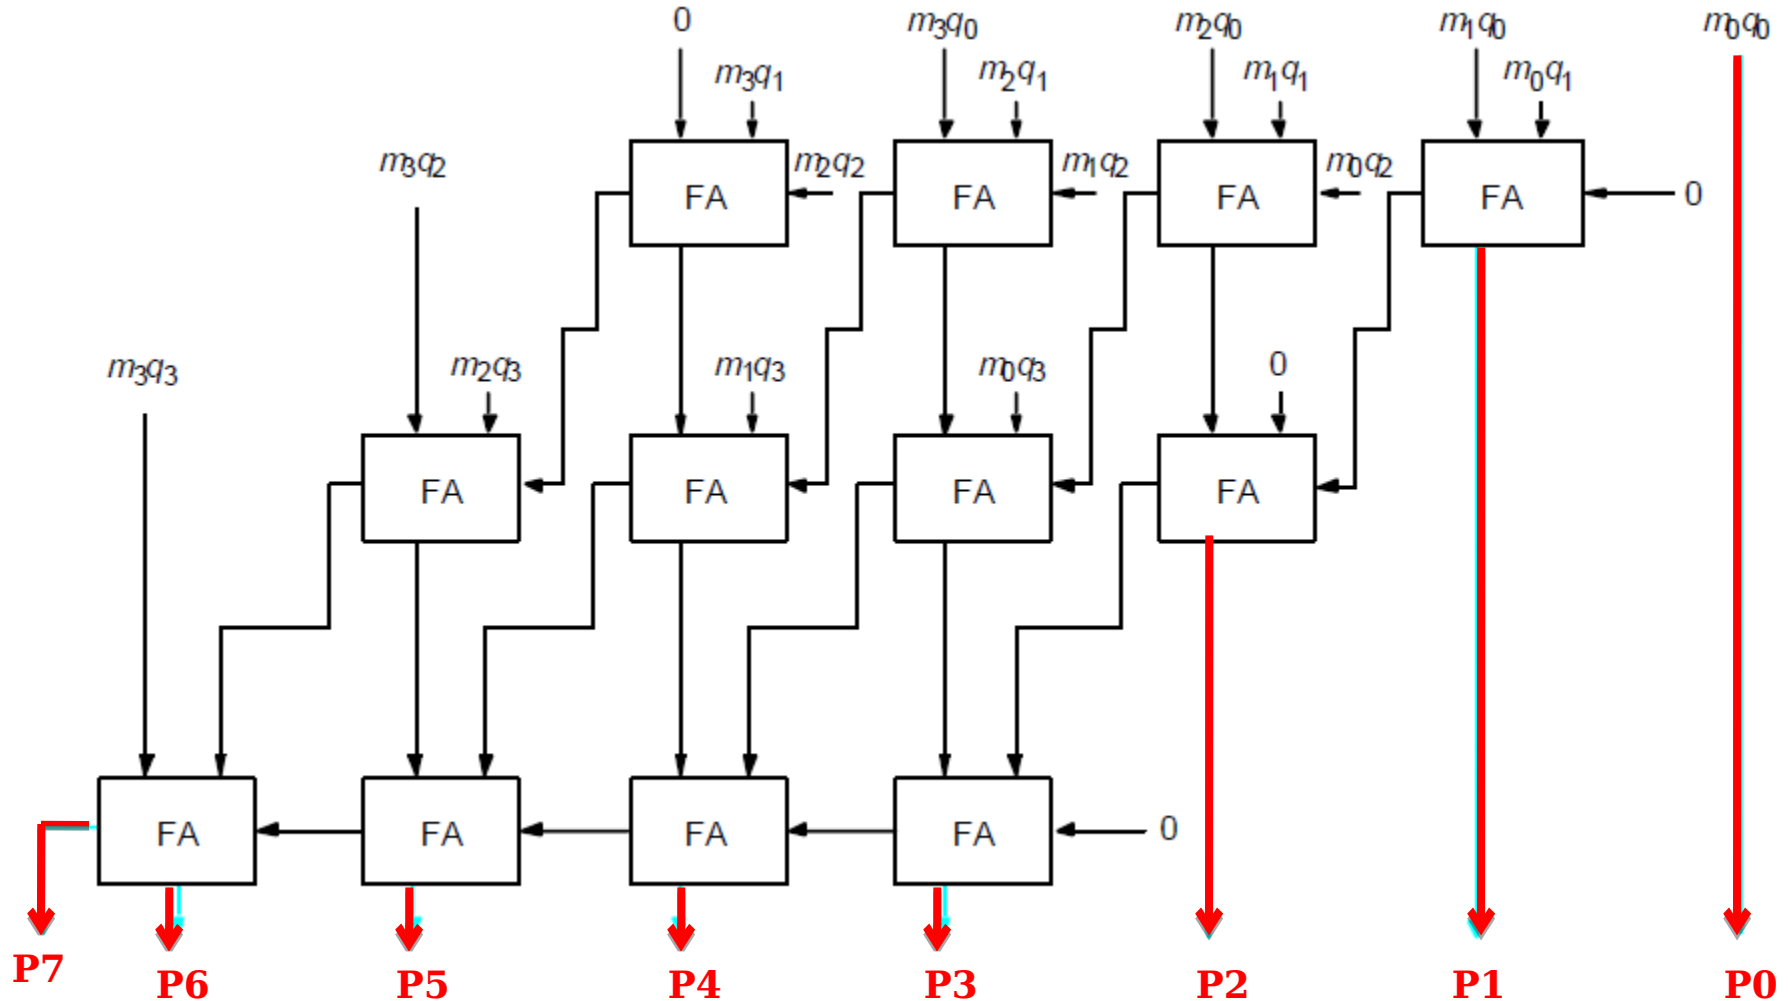 0 m₃q₀ m₂q₀ m₁q₀ m₀q₀
m₃q₁ m₂q₁ m₁q₁ m₀q₁
m₃q₂ m₂q₂ m₁q₂ m₀q₂
FA FA FA FA 0
m₃q₃ m₂q₃ m₁q₃ m₀q₃ 0
FA FA FA FA
FA FA FA FA 0
P7 P6 P5 P4 P3 P2 P1 P0